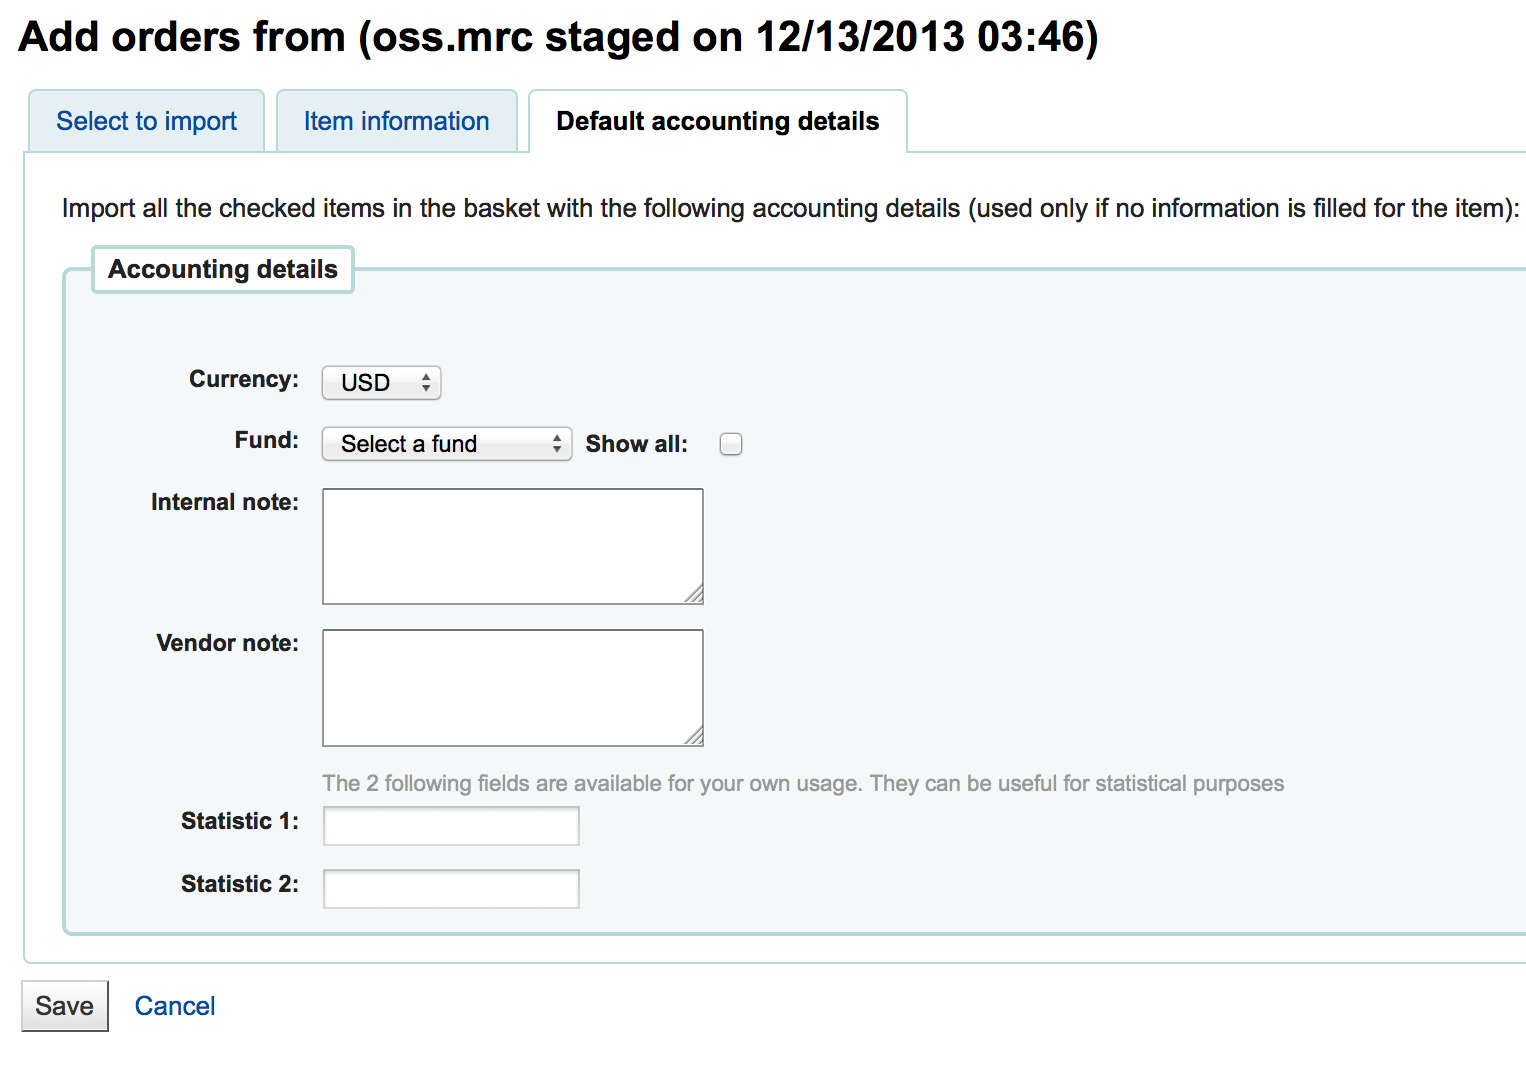 Add orders from (oss.mrc staged on 12/13/2013 03:46)
Select to import
Item information
Default accounting details
Import all the checked items in the basket with the following accounting details (used only if no information is filled for the item):
Accounting details
Currency: USD
Fund: Select a fund Show all:
Internal note:
Vendor note:
The 2 following fields are available for your own usage. They can be useful for statistical purposes
Statistic 1:
Statistic 2:
Save Cancel